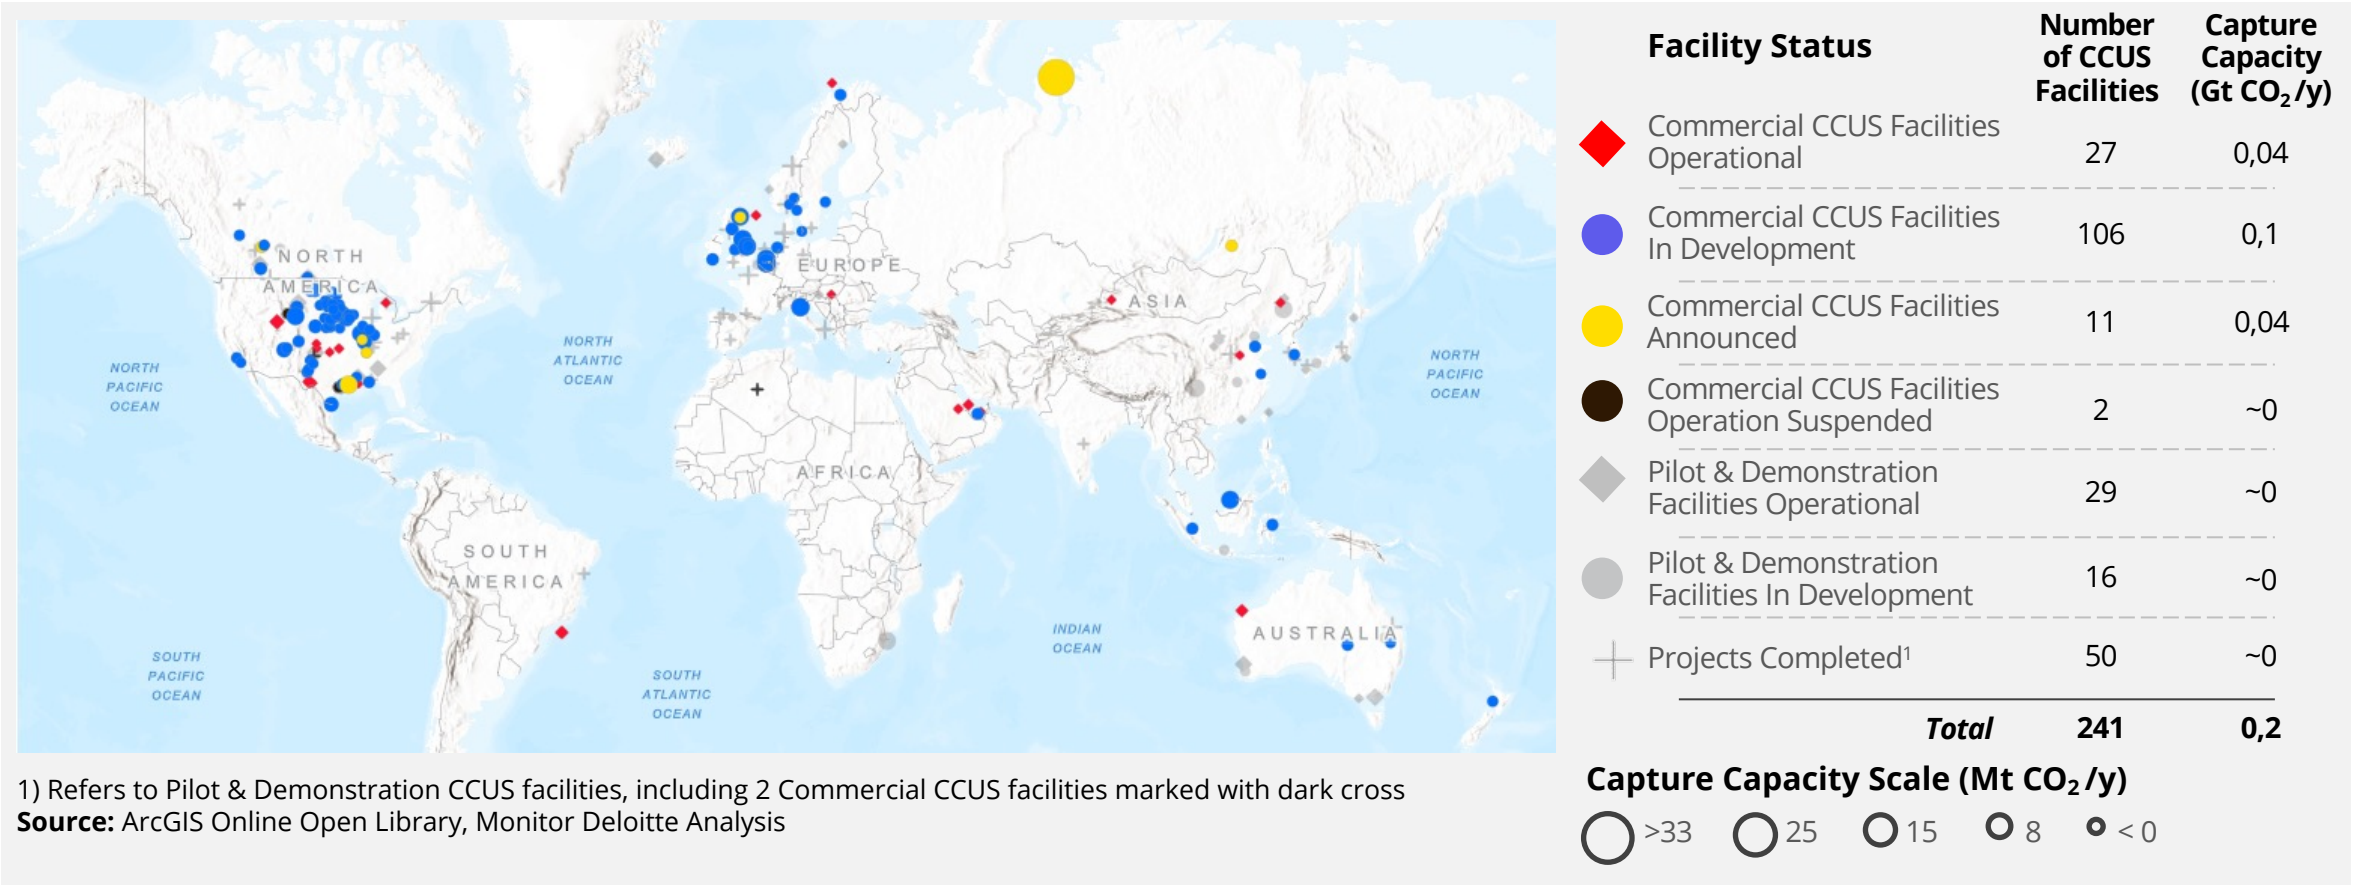 NORTH
AMERICA
EUROPE
ASIA
NORTH
PACIFIC
OCEAN
NORTH
ATLANTIC
OCEAN
NORTH
PACIFIC
OCEAN
AFRICA
SOUTH
AMERICA
INDIAN
OCEAN
AUSTRALIA
SOUTH
PACIFIC
OCEAN
SOUTH
ATLANTIC
OCEAN
1) Refers to Pilot & Demonstration CCUS facilities, including 2 Commercial CCUS facilities marked with dark cross
Source: ArcGIS Online Open Library, Monitor Deloitte Analysis
Facility Status
Number
of CCUS
Facilities
Capture
Capacity
(Gt CO₂/y)
Commercial CCUS Facilities
Operational
27
0,04
Commercial CCUS Facilities
In Development
106
0,1
Commercial CCUS Facilities
Announced
11
0,04
Commercial CCUS Facilities
Operation Suspended
2
~0
Pilot & Demonstration
Facilities Operational
29
~0
Pilot & Demonstration
Facilities In Development
16
~0
Projects Completed¹
50
~0
Total
241
0,2
Capture Capacity Scale (Mt CO₂/y)
>33
25
15
8
< 0